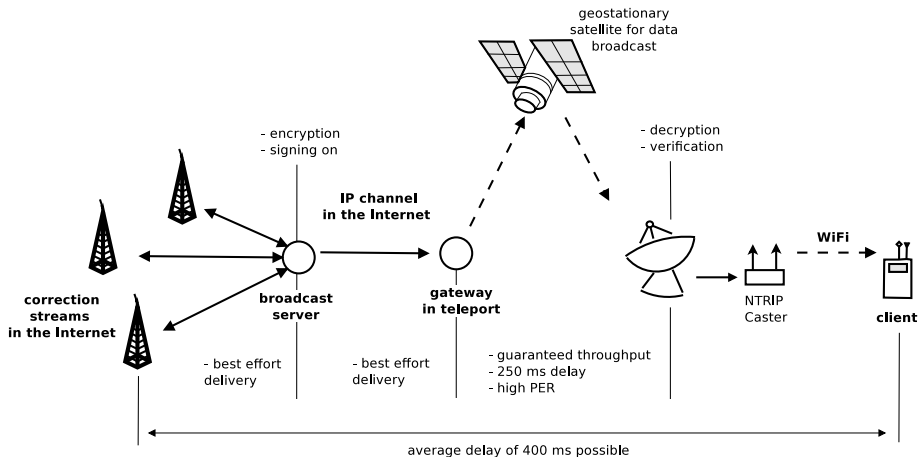 geostationary
satellite for data
broadcast
- encryption
- signing on
- decryption
- verification
IP channel
in the Internet
WiFi
correction
streams
in the Internet
broadcast
server
gateway
in teleport
NTRIP
Caster
client
- best effort
delivery
- best effort
delivery
- guaranteed throughput
- 250 ms delay
- high PER
average delay of 400 ms possible